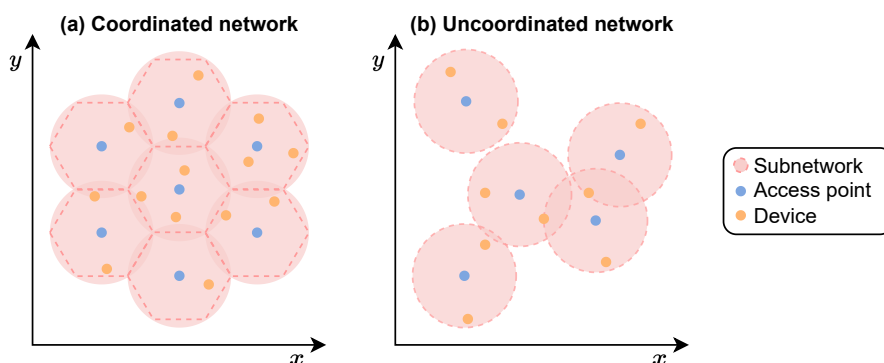 (a) Coordinated network
(b) Uncoordinated network
y
y
Subnetwork
Access point
Device
x
x